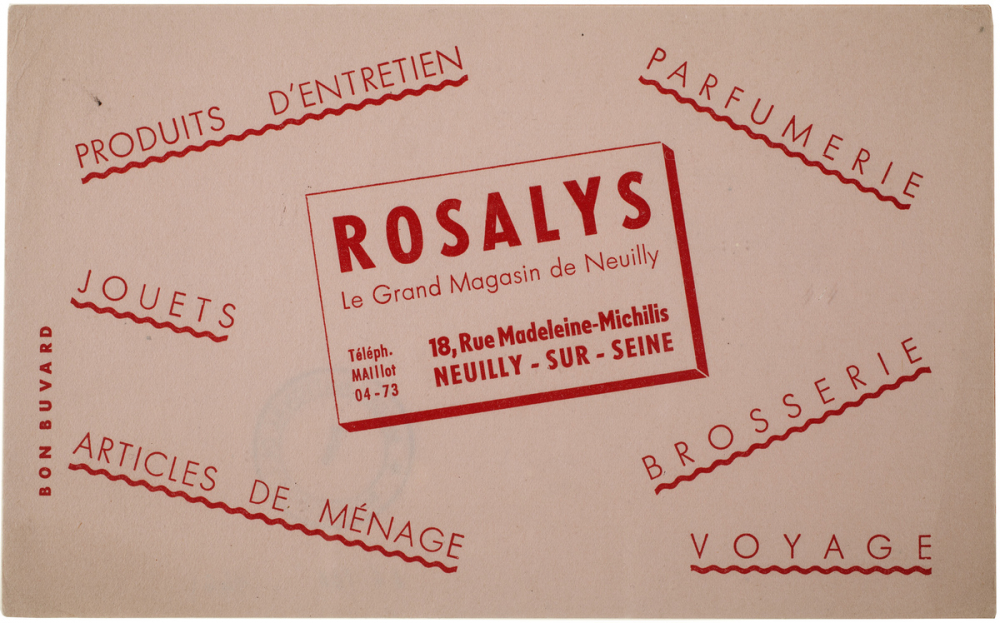 PRODUITS D'ENTRETIEN
PARFUMERIE
ROSALYS
Le Grand Magasin de Neuilly
Téléph.
MAIllot
04-73
18, Rue Madeleine-Michilis
NEUILLY - SUR - SEINE
JOUETS
BON BUVARD
ARTICLES DE MÉNAGE
BROSSERIE
VOYAGE